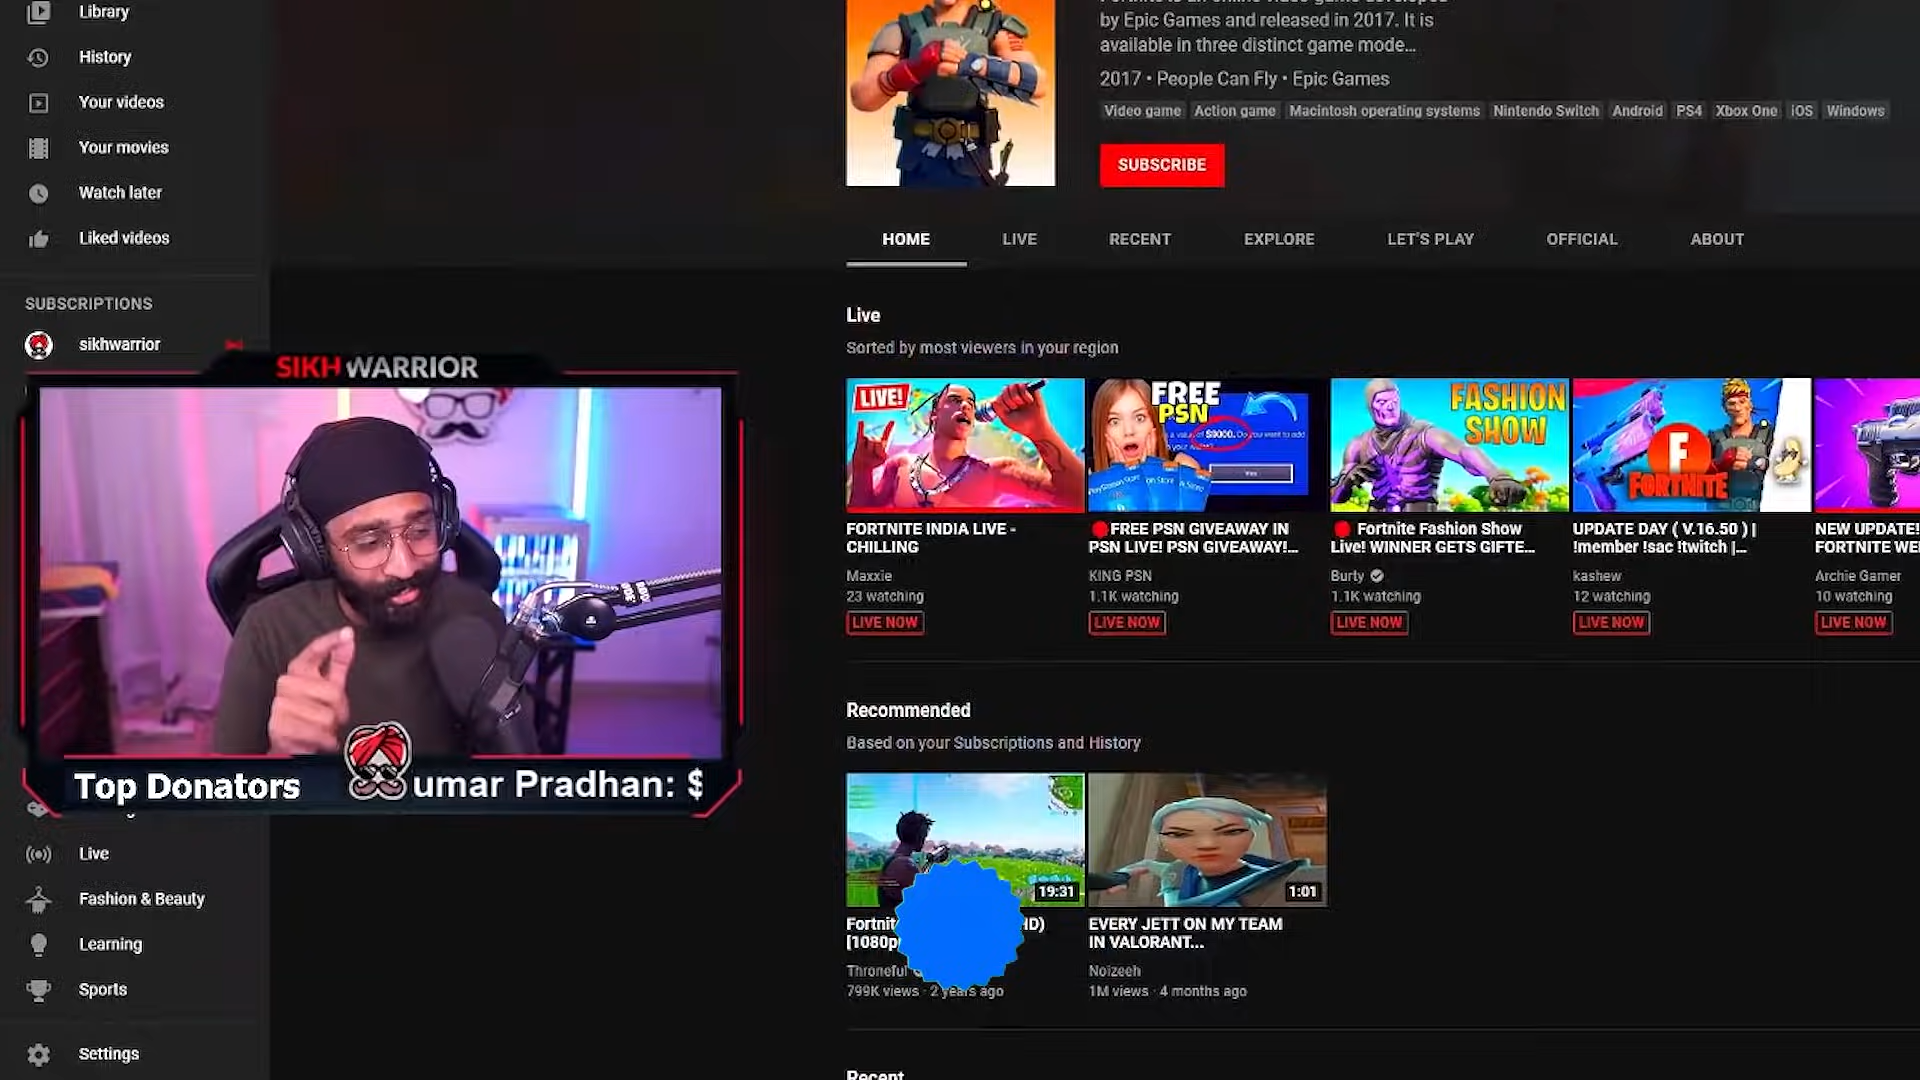 Library
History
Your videos
Your movies
Watch later
Liked videos
SUBSCRIPTIONS
sikhwarrior
SIKHWARRIOR
Top Donators
umar Pradhan: $
Live
Fashion & Beauty
Learning
Sports
Settings
by Epic Games and released in 2017. It is
available in three distinct game mode...
2017 • People Can Fly • Epic Games
Video game Action game Macintosh operating systems Nintendo Switch Android PS4 Xbox One iOS Windows
SUBSCRIBE
HOME LIVE RECENT EXPLORE LET'S PLAY OFFICIAL ABOUT
Live
Sorted by most viewers in your region
LIVE!
FREE
PSN
FASHION
SHOW
F
FORTNITE
FORTNITE INDIA LIVE -
CHILLING
Maxxie
23 watching
LIVE NOW
FREE PSN GIVEAWAY IN
PSN LIVE! PSN GIVEAWAY!...
KING PSN
1.1K watching
LIVE NOW
Fortnite Fashion Show
Live! WINNER GETS GIFTE...
Burty
1.1K watching
LIVE NOW
UPDATE DAY ( V.16.50 ) |
!member !sac !twitch |...
kashew
12 watching
LIVE NOW
NEW UPDATE!
FORTNITE WE
Archie Gamer
10 watching
LIVE NOW
Recommended
Based on your Subscriptions and History
19:31
Fortnit HD)
[1080p
Throneful
799K views · 2 years ago
1:01
EVERY JETT ON MY TEAM
IN VALORANT...
Noizeeh
1M views · 4 months ago
Recent